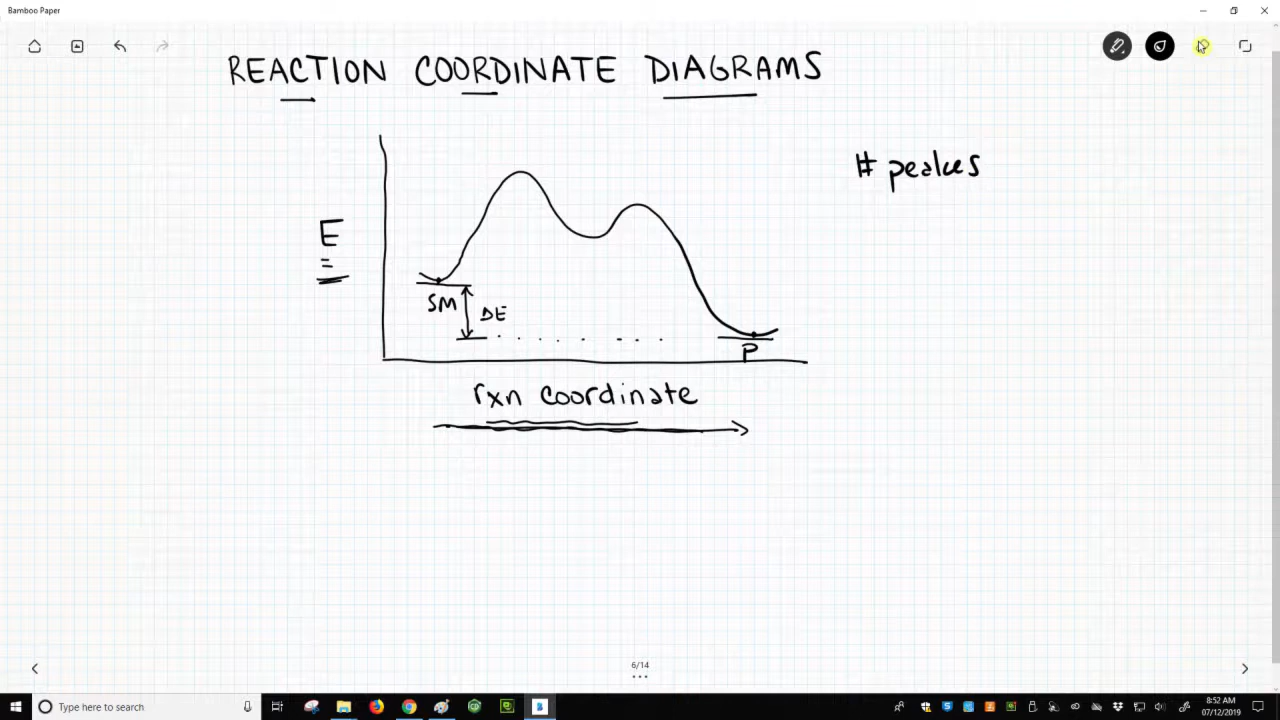 Bamboo Paper
REACTION COORDINATE DIAGRAMS
# peaks
E
SM
ΔE
P
rxn coordinate
6/14
Type here to search
8:52 AM
07/12/2019